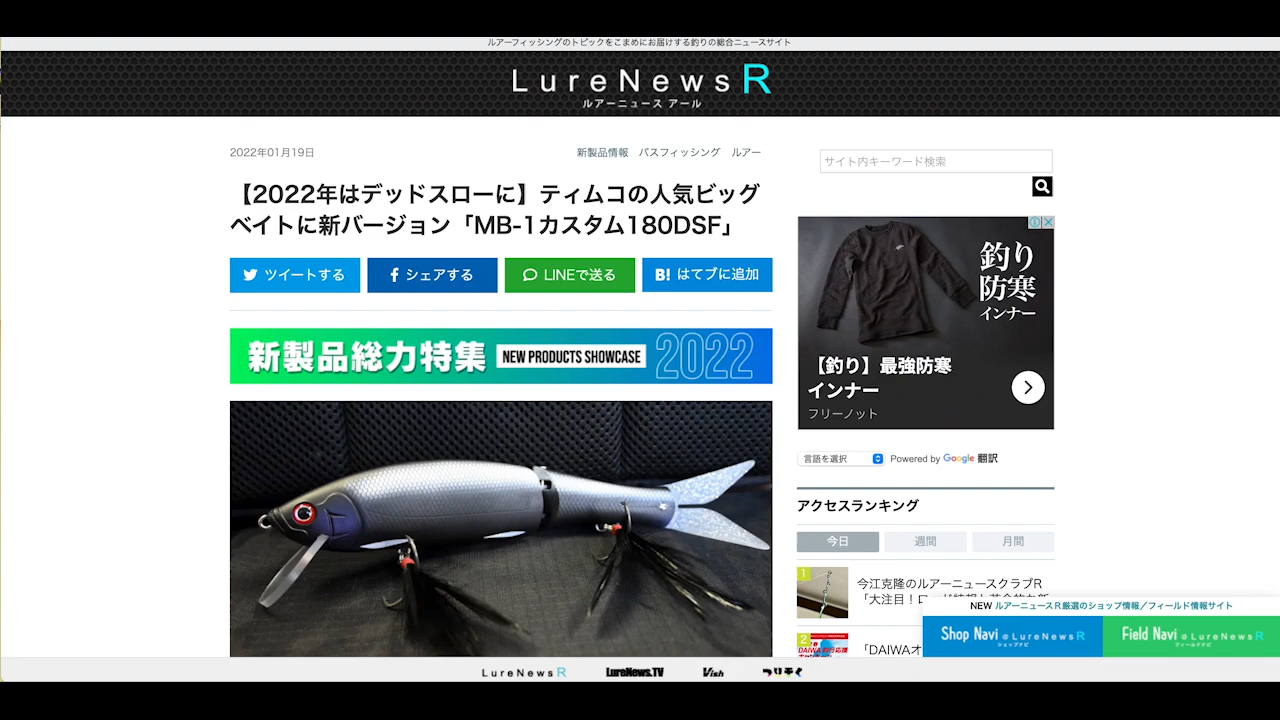 ルアーフィッシングのトピックをこまめにお届けする釣りの総合ニュースサイト
LureNewsR
ルアーニュース アール
2022年01月19日
新製品情報 バスフィッシング ルアー
【2022年はデッドスローに】ティムコの人気ビッグ
ベイトに新バージョン「MB-1カスタム180DSF」
ツイートする
シェアする
LINEで送る
B! はてブに追加
新製品総力特集 NEW PRODUCTS SHOWCASE 2022
サイト内キーワード検索
釣り
防寒
インナー
【釣り】最強防寒
インナー
フリーノット
言語を選択 Powered by Google 翻訳
アクセスランキング
今日 週間 月間
1
今江克隆のルアーニュースクラブR
「大注目！
2
「DAIWAオ
NEW ルアーニュースR厳選のショップ情報／フィールド情報サイト
Shop Navi @LureNewsR
ショップナビ
Field Navi @LureNewsR
フィールドナビ
LureNewsR LureNews.TV Vish つりそく